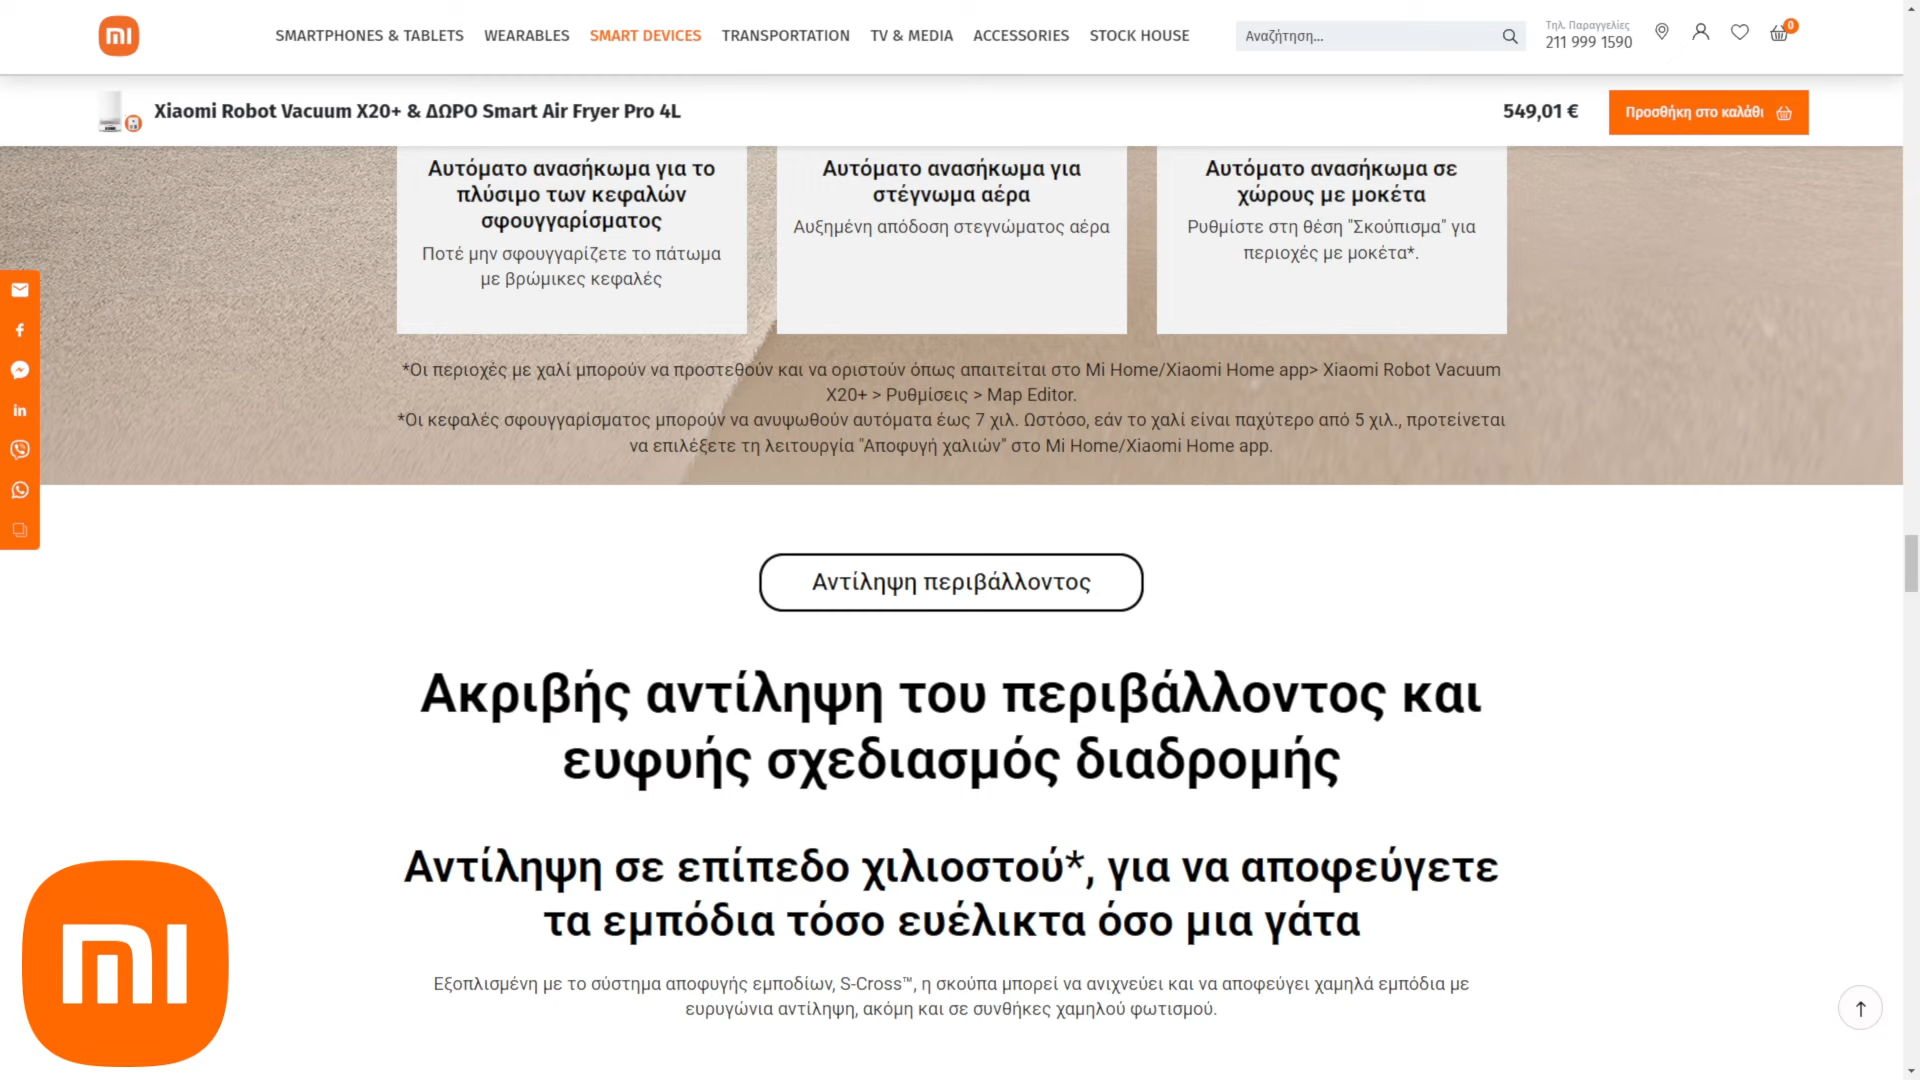 SMARTPHONES & TABLETS WEARABLES SMART DEVICES TRANSPORTATION TV & MEDIA ACCESSORIES STOCK HOUSE
Αναζήτηση...
Τηλ. Παραγγελίες
211 999 1590
0
Xiaomi Robot Vacuum X20+ & ΔΩΡΟ Smart Air Fryer Pro 4L
549,01 €
Προσθήκη στο καλάθι
Αυτόματο ανασήκωμα για το
πλύσιμο των κεφαλών
σφουγγαρίσματος
Ποτέ μην σφουγγαρίζετε το πάτωμα
με βρώμικες κεφαλές
Αυτόματο ανασήκωμα για
στέγνωμα αέρα
Αυξημένη απόδοση στεγνώματος αέρα
Αυτόματο ανασήκωμα σε
χώρους με μοκέτα
Ρυθμίστε στη θέση "Σκούπισμα" για
περιοχές με μοκέτα*.
*Οι περιοχές με χαλί μπορούν να προστεθούν και να οριστούν όπως απαιτείται στο Mi Home/Xiaomi Home app> Xiaomi Robot Vacuum
X20+ > Ρυθμίσεις > Map Editor.
*Οι κεφαλές σφουγγαρίσματος μπορούν να ανυψωθούν αυτόματα έως 7 χιλ. Ωστόσο, εάν το χαλί είναι παχύτερο από 5 χιλ., προτείνεται
να επιλέξετε τη λειτουργία "Αποφυγή χαλιών" στο Mi Home/Xiaomi Home app.
Αντίληψη περιβάλλοντος
Ακριβής αντίληψη του περιβάλλοντος και
ευφυής σχεδιασμός διαδρομής
Αντίληψη σε επίπεδο χιλιοστού*, για να αποφεύγετε
τα εμπόδια τόσο ευέλικτα όσο μια γάτα
Εξοπλισμένη με το σύστημα αποφυγής εμποδίων, S-Cross™, η σκούπα μπορεί να ανιχνεύει και να αποφεύγει χαμηλά εμπόδια με
ευρυγώνια αντίληψη, ακόμη και σε συνθήκες χαμηλού φωτισμού.
mi